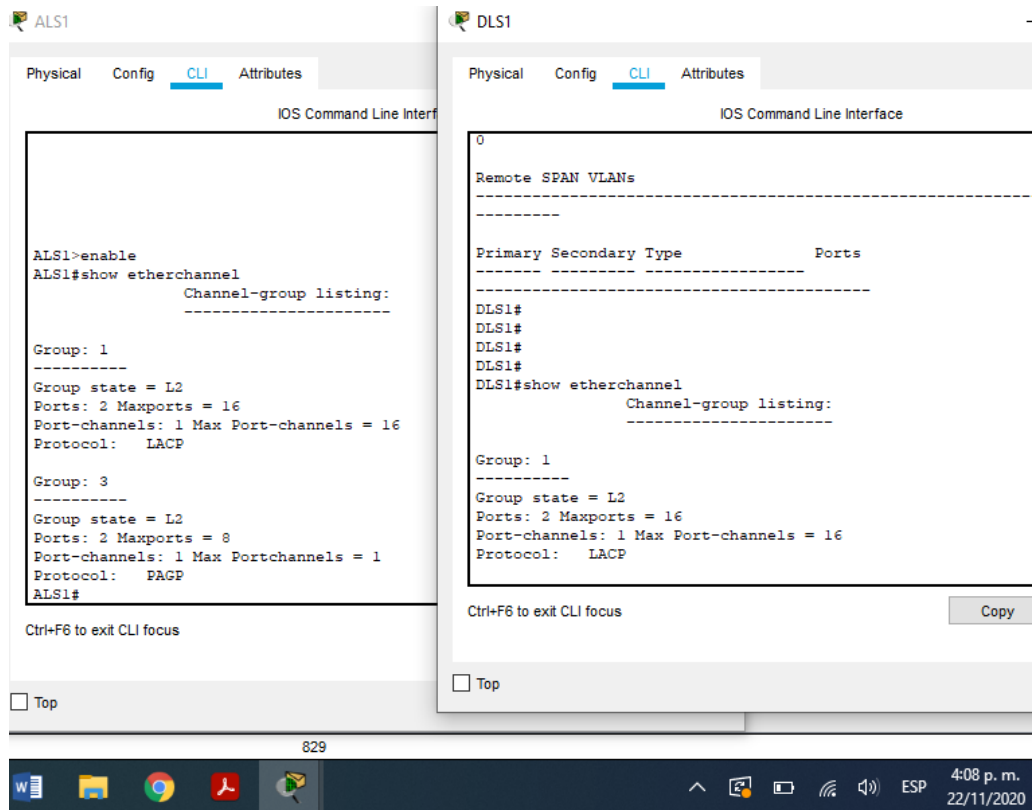 ALS1
Physical Config CLI Attributes
IOS Command Line Interf
ALS1>enable
ALS1#show etherchannel
Channel-group listing:
----------------------
Group: 1
----------
Group state = L2
Ports: 2 Maxports = 16
Port-channels: 1 Max Port-channels = 16
Protocol: LACP
Group: 3
----------
Group state = L2
Ports: 2 Maxports = 8
Port-channels: 1 Max Portchannels = 1
Protocol: PAGP
ALS1#
Ctrl+F6 to exit CLI focus
Top
DLS1
Physical Config CLI Attributes
IOS Command Line Interface
0
Remote SPAN VLANs
-----------------------------------------------------------------------
---------
Primary Secondary Type Ports
------- --------- -----------------
------------------------------------------
DLS1#
DLS1#
DLS1#
DLS1#
DLS1#show etherchannel
Channel-group listing:
----------------------
Group: 1
----------
Group state = L2
Ports: 2 Maxports = 16
Port-channels: 1 Max Port-channels = 16
Protocol: LACP
Ctrl+F6 to exit CLI focus
Copy
Top
829
ESP
4:08 p. m.
22/11/2020